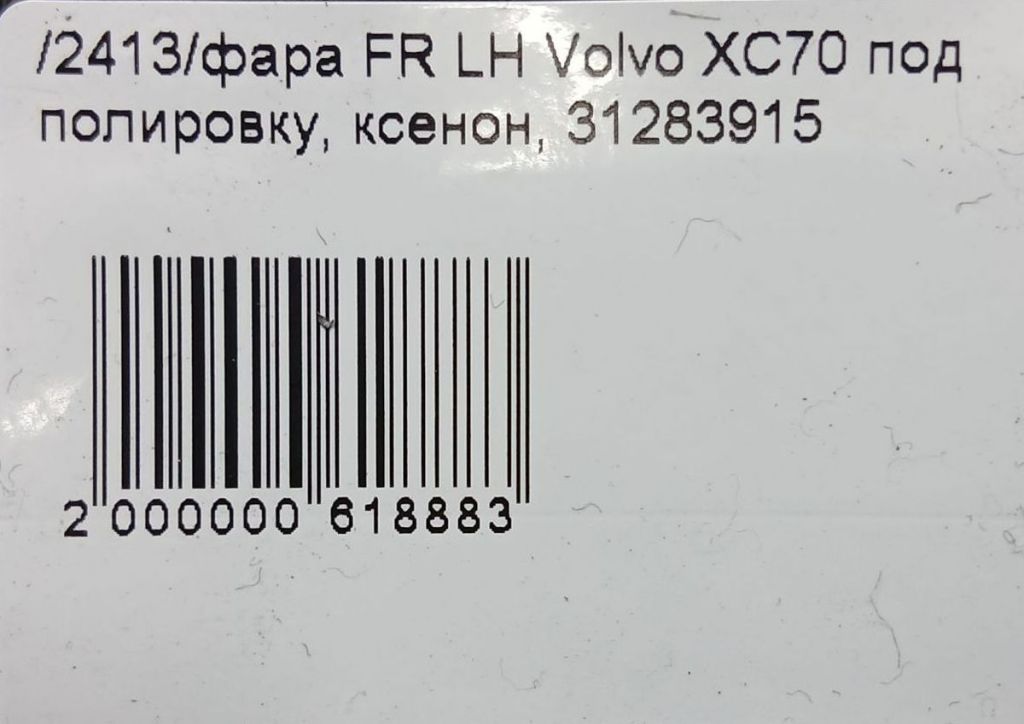 /2413/фара FR LH Volvo XC70 под
полировку, ксенон, 31283915
2 000000 618883